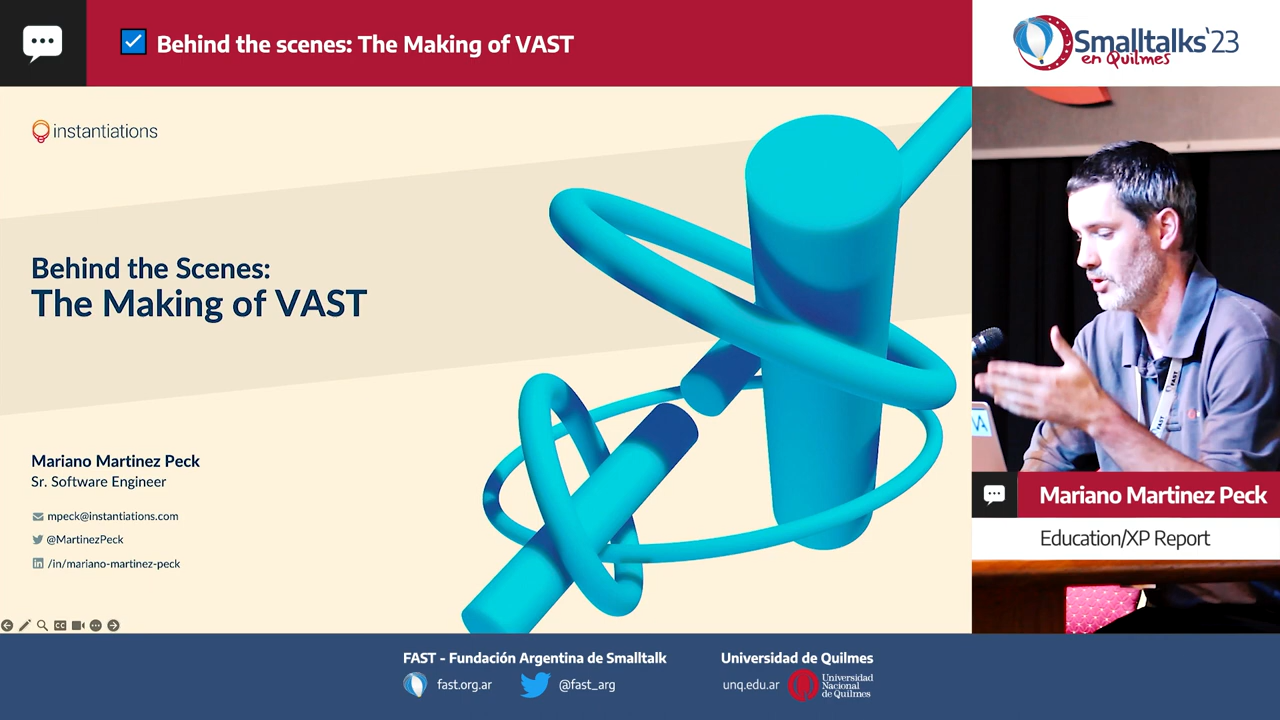 Behind the scenes: The Making of VAST
Smalltalks'23
en Quilmes
instantiations
Behind the Scenes:
The Making of VAST
Mariano Martinez Peck
Sr. Software Engineer
mpeck@instantiations.com
@MartinezPeck
/in/mariano-martinez-peck
CC
FAST
Mariano Martinez Peck
Education/XP Report
FAST - Fundación Argentina de Smalltalk
fast.org.ar
@fast_arg
Universidad de Quilmes
unq.edu.ar
Universidad
Nacional
de Quilmes